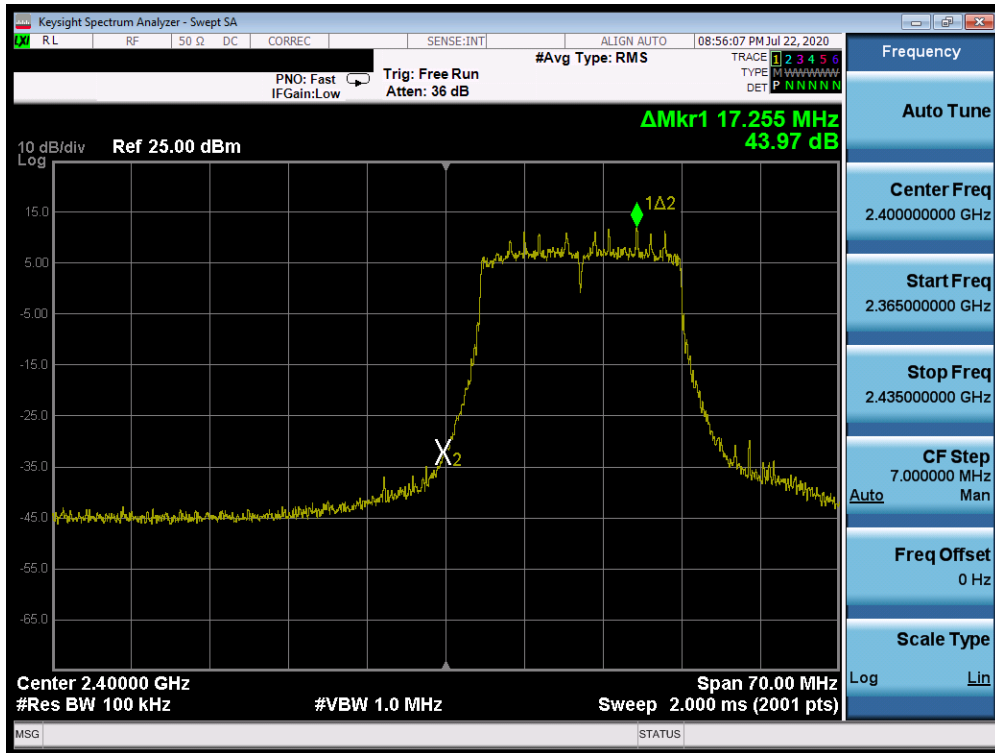 Keysight Spectrum Analyzer - Swept SA
LXI RL RF 50 Ω DC CORREC SENSE:INT ALIGN AUTO 08:56:07 PM Jul 22, 2020
Frequency
#Avg Type: RMS TRACE 1 2 3 4 5 6
PNO: Fast Trig: Free Run TYPE M WWWWW
IFGain:Low Atten: 36 dB DET P N N N N N
Auto Tune
ΔMkr1 17.255 MHz
43.97 dB
10 dB/div Ref 25.00 dBm
Log
1Δ2
15.0
5.00
-5.00
-15.0
-25.0
-35.0
-45.0
-55.0
-65.0
X2
Center Freq
2.400000000 GHz
Start Freq
2.365000000 GHz
Stop Freq
2.435000000 GHz
CF Step
7.000000 MHz
Auto Man
Freq Offset
0 Hz
Scale Type
Log Lin
Center 2.40000 GHz Span 70.00 MHz
#Res BW 100 kHz #VBW 1.0 MHz Sweep 2.000 ms (2001 pts)
MSG STATUS